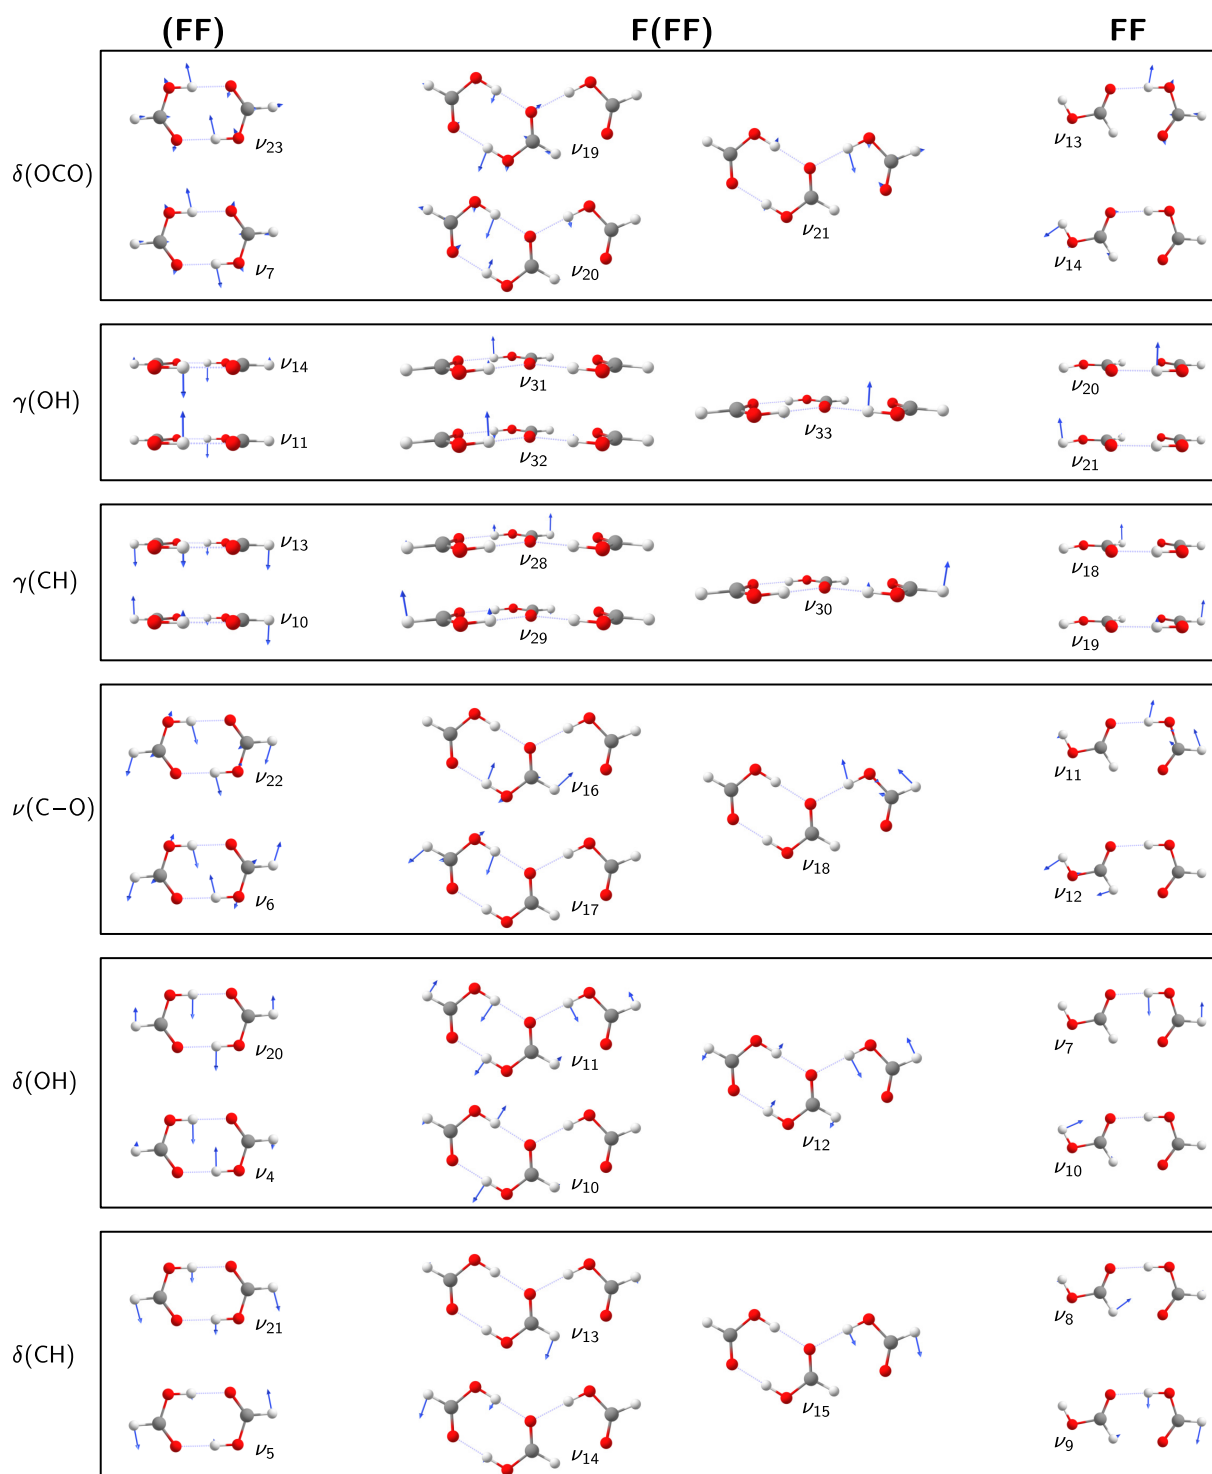 (FF) F(FF) FF
δ(OCO)
ν23 ν19 ν21 ν13
ν7 ν20 ν14
γ(OH)
ν14 ν31 ν33 ν20
ν11 ν32 ν21
γ(CH)
ν13 ν28 ν30 ν18
ν10 ν29 ν19
ν(C−O)
ν22 ν16 ν18 ν11
ν6 ν17 ν12
δ(OH)
ν20 ν11 ν12 ν7
ν4 ν10 ν10
δ(CH)
ν21 ν13 ν15 ν8
ν5 ν14 ν9